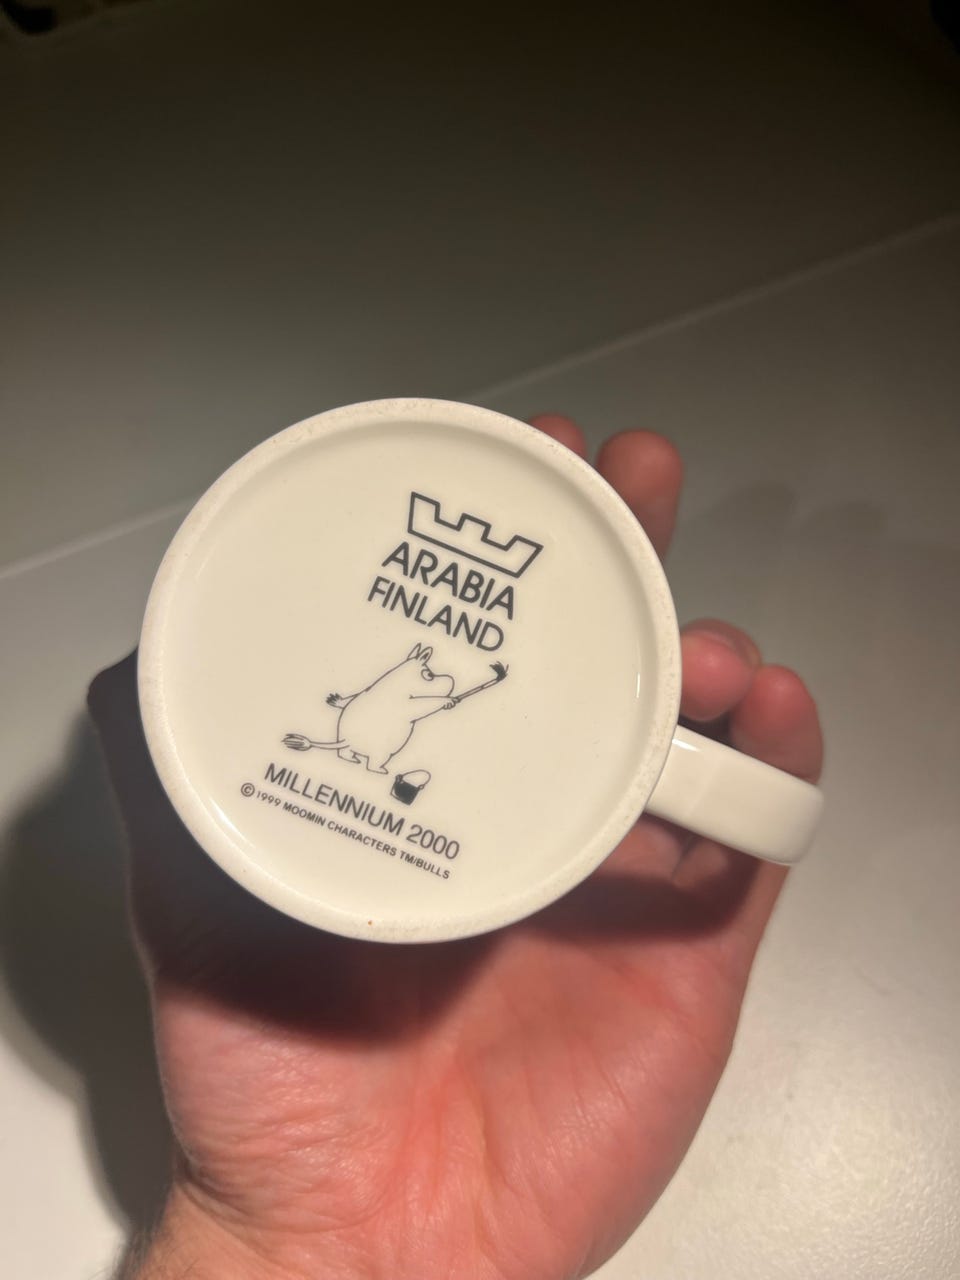 ARABIA
FINLAND
MILLENNIUM 2000
© 1999 MOOMIN CHARACTERS TM/BULLS